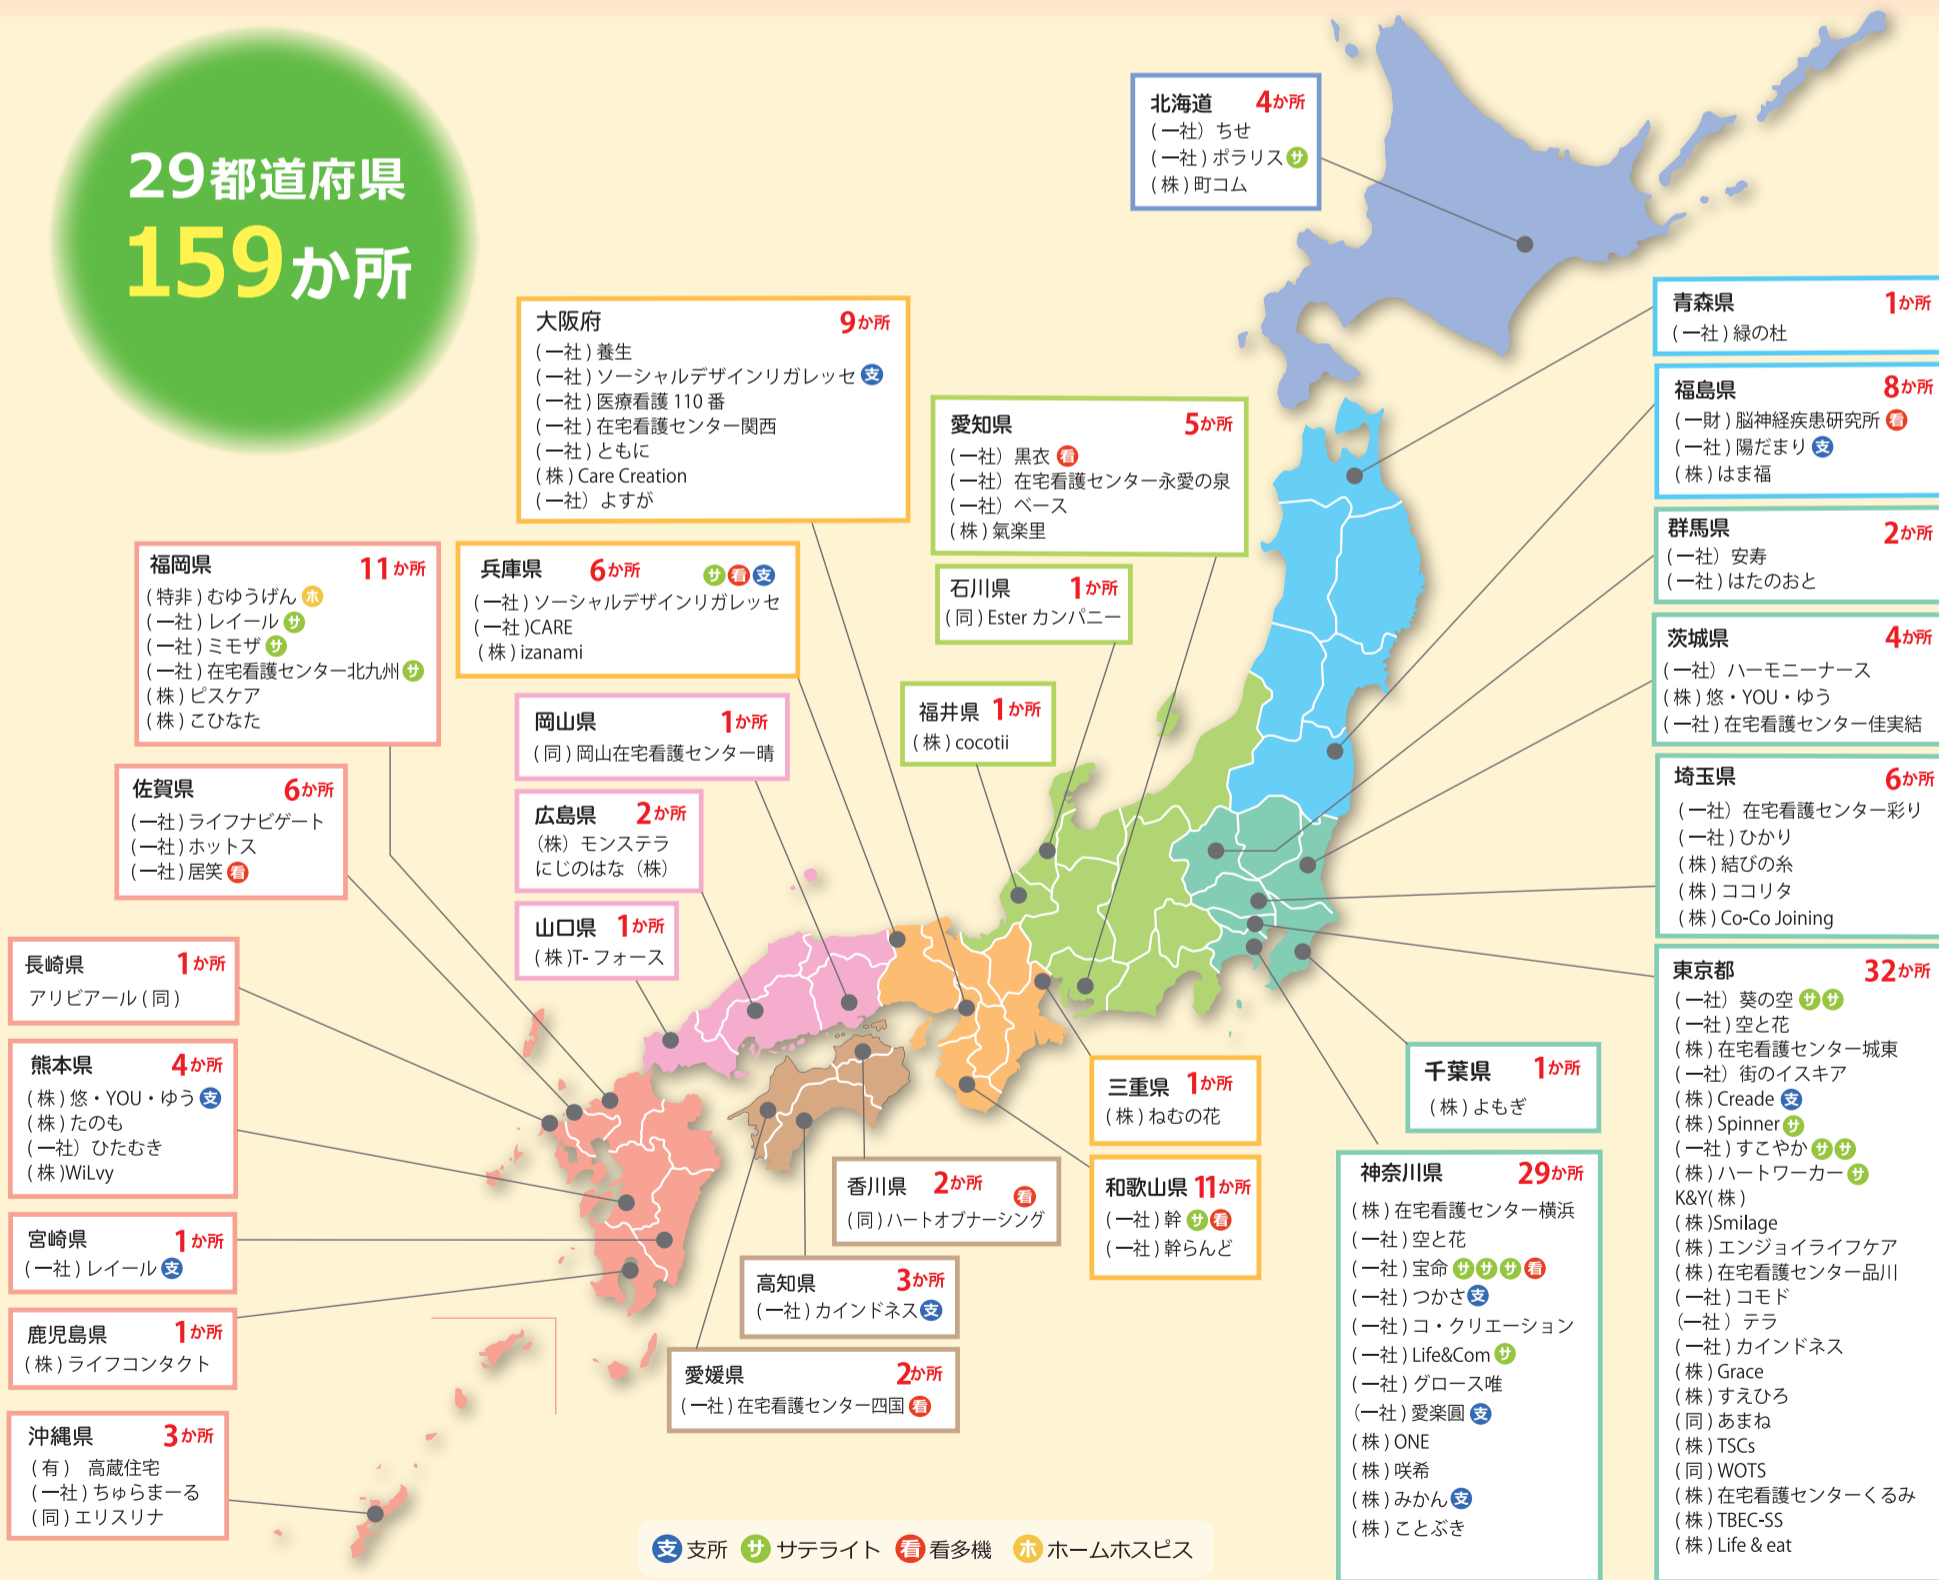 29都道府県
159か所
北海道 4か所
(一社) ちせ
(一社) ポラリス サ
(株) 町コム
青森県 1か所
(一社) 緑の杜
福島県 8か所
(一財) 脳神経疾患研究所 看
(一社) 陽だまり 支
(株) はま福
群馬県 2か所
(一社) 安寿
(一社) はたのおと
茨城県 4か所
(一社) ハーモニーナース
(株) 悠・YOU・ゆう
(一社) 在宅看護センター佳実結
埼玉県 6か所
(一社) 在宅看護センター彩り
(一社) ひかり
(株) 結びの糸
(株) ココリタ
(株) Co-Co Joining
東京都 32か所
(一社) 葵の空 サ サ
(一社) 空と花
(株) 在宅看護センター城東
(一社) 街のイスキア
(株) Creade 支
(株) Spinner サ
(一社) すこやか サ サ
(株) ハートワーカー サ
K&Y(株)
(株)Smilage
(株) エンジョイライフケア
(株) 在宅看護センター品川
(一社) コモド
(一社) テラ
(一社) カインドネス
(株) Grace
(株) すえひろ
(同) あまね
(株) TSCs
(同) WOTS
(株) 在宅看護センターくるみ
(株) TBEC-SS
(株) Life & eat
千葉県 1か所
(株) よもぎ
神奈川県 29か所
(株) 在宅看護センター横浜
(一社) 空と花
(一社) 宝命 サ サ サ 看
(一社) つかさ 支
(一社) コ・クリエーション
(一社) Life&Com サ
(一社) グロース唯
(一社) 愛楽圓 支
(株) ONE
(株) 咲希
(株) みかん 支
(株) ことぶき
大阪府 9か所
(一社) 養生
(一社) ソーシャルデザインリガレッセ 支
(一社) 医療看護 110 番
(一社) 在宅看護センター関西
(一社) ともに
(株) Care Creation
(一社) よすが
愛知県 5か所
(一社) 黒衣 看
(一社) 在宅看護センター永愛の泉
(一社) ベース
(株) 氣楽里
石川県 1か所
(同) Ester カンパニー
福井県 1か所
(株) cocotii
兵庫県 6か所 サ 看 支
(一社) ソーシャルデザインリガレッセ
(一社)CARE
(株) izanami
岡山県 1か所
(同) 岡山在宅看護センター晴
広島県 2か所
(株) モンステラ
にじのはな (株)
山口県 1か所
(株)T- フォース
福岡県 11か所
(特非) むゆうげん ホ
(一社) レイール サ
(一社) ミモザ サ
(一社) 在宅看護センター北九州 サ
(株) ピスケア
(株) こひなた
佐賀県 6か所
(一社) ライフナビゲート
(一社) ホットス
(一社) 居笑 看
長崎県 1か所
アリビアール (同)
熊本県 4か所
(株) 悠・YOU・ゆう 支
(株) たのも
(一社) ひたむき
(株)WiLvy
宮崎県 1か所
(一社) レイール 支
鹿児島県 1か所
(株) ライフコンタクト
沖縄県 3か所
(有) 高蔵住宅
(一社) ちゅらまーる
(同) エリスリナ
三重県 1か所
(株) ねむの花
和歌山県 11か所
(一社) 幹 サ 看
(一社) 幹らんど
香川県 2か所 看
(同) ハートオブナーシング
高知県 3か所
(一社) カインドネス 支
愛媛県 2か所
(一社) 在宅看護センター四国 看
支 支所 サ サテライト 看 看多機 ホ ホームホスピス